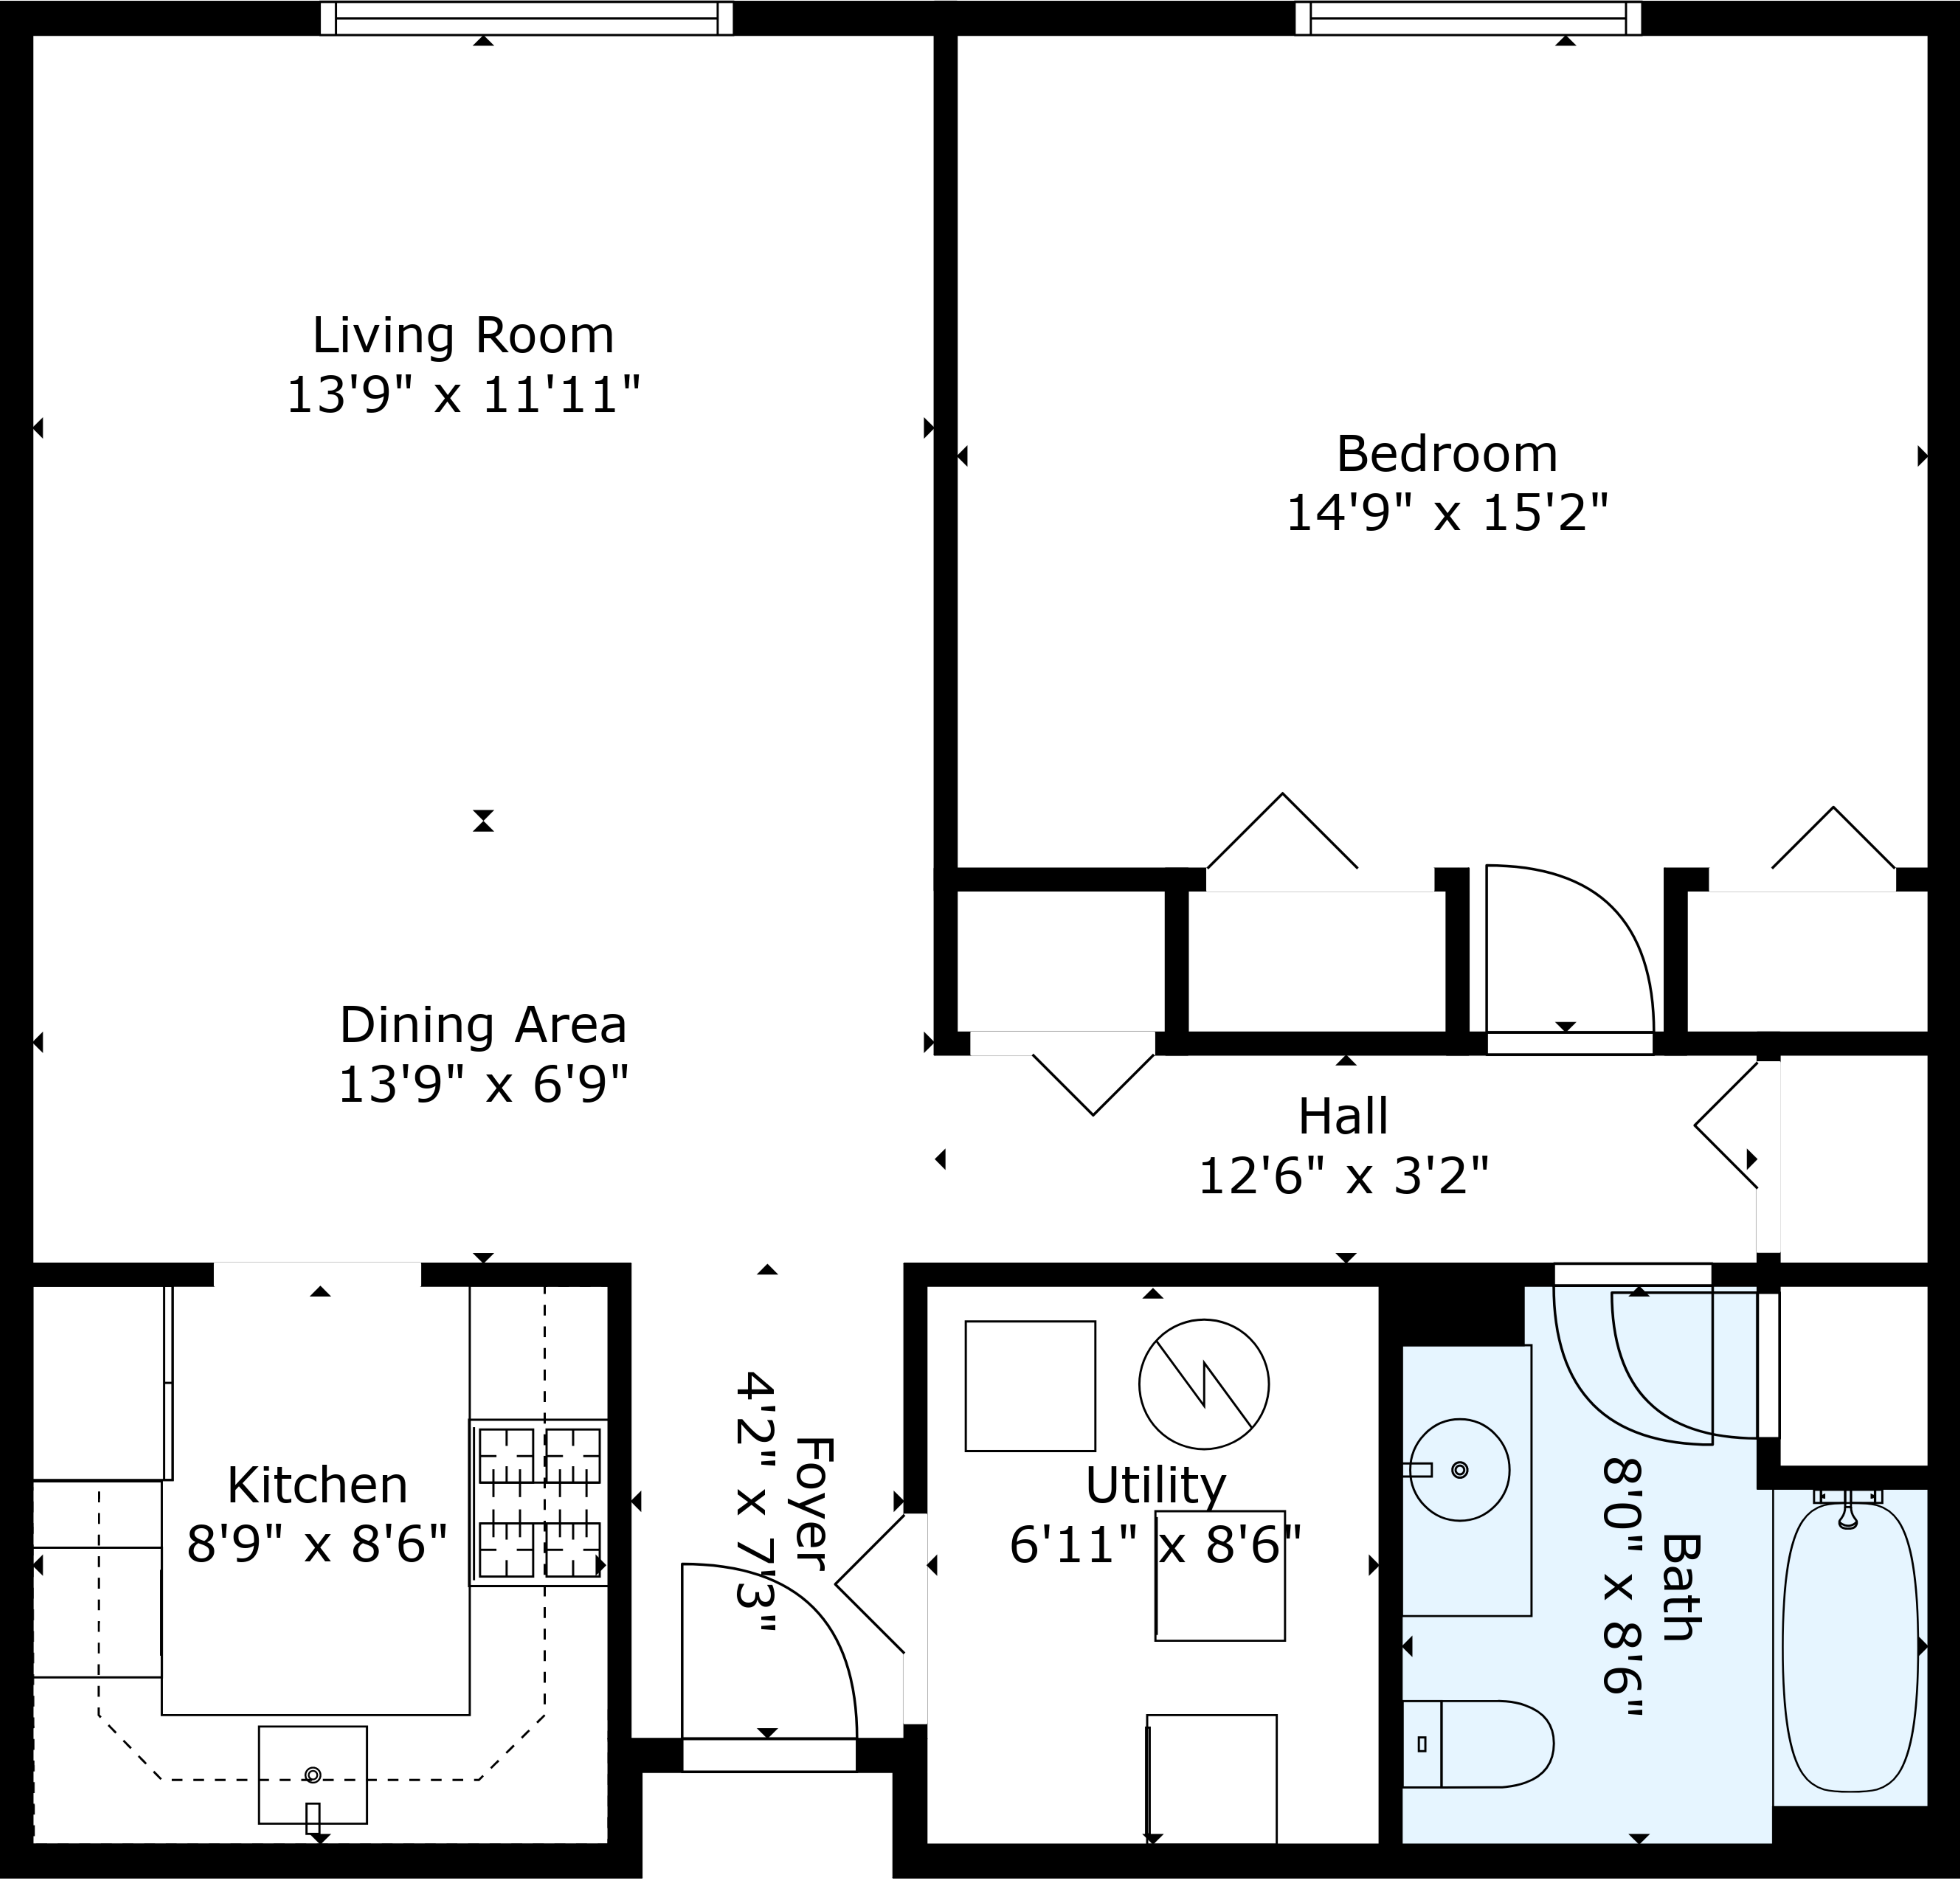 Living Room
13'9" x 11'11"
Bedroom
14'9" x 15'2"
Dining Area
13'9" x 6'9"
Hall
12'6" x 3'2"
Kitchen
8'9" x 8'6"
Foyer
4'2" x 7'3"
Utility
6'11" x 8'6"
Bath
8'0" x 8'6"